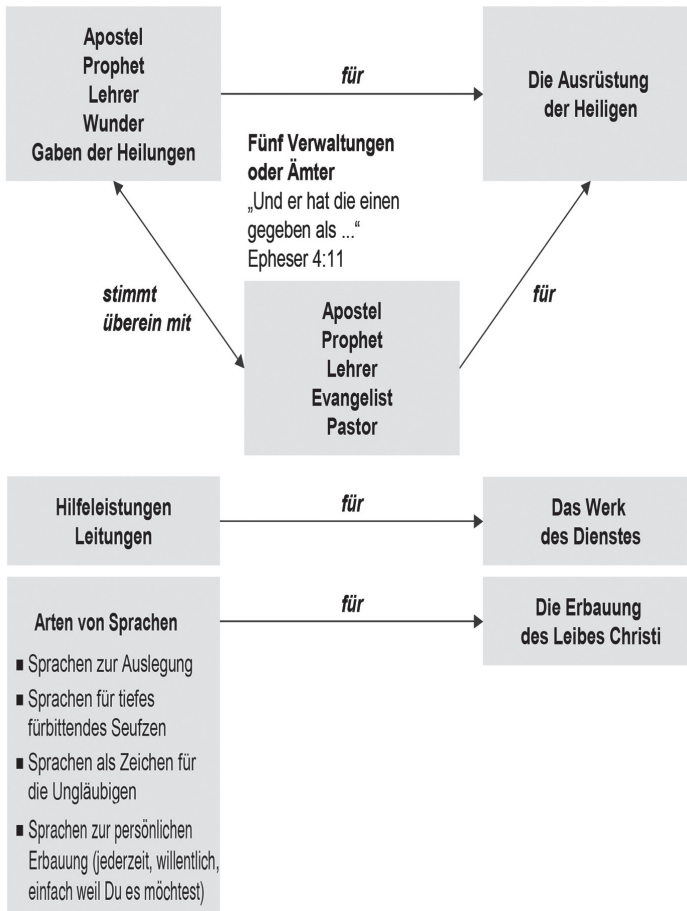 Apostel
Prophet
Lehrer
Wunder
Gaben der Heilungen
für
Die Ausrüstung
der Heiligen
Fünf Verwaltungen
oder Ämter
„Und er hat die einen
gegeben als ...“
Epheser 4:11
stimmt
überein mit
für
Apostel
Prophet
Lehrer
Evangelist
Pastor
Hilfeleistungen
Leitungen
für
Das Werk
des Dienstes
Arten von Sprachen
■ Sprachen zur Auslegung
■ Sprachen für tiefes
fürbittendes Seufzen
■ Sprachen als Zeichen für
die Ungläubigen
■ Sprachen zur persönlichen
Erbauung (jederzeit, willentlich,
einfach weil Du es möchtest)
für
Die Erbauung
des Leibes Christi